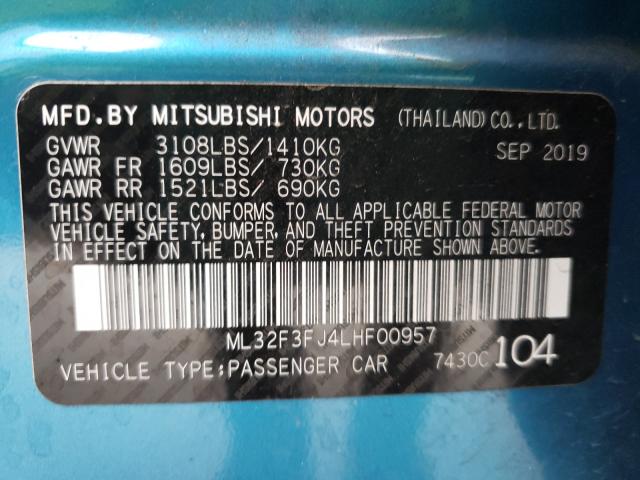 MFD.BY MITSUBISHI MOTORS (THAILAND)CO.,LTD.
GVWR 3108LBS/1410KG SEP 2019
GAWR FR 1609LBS/ 730KG
GAWR RR 1521LBS/ 690KG
THIS VEHICLE CONFORMS TO ALL APPLICABLE FEDERAL MOTOR
VEHICLE SAFETY, BUMPER, AND THEFT PREVENTION STANDARDS
IN EFFECT ON THE DATE OF MANUFACTURE SHOWN ABOVE.
ML32F3FJ4LHF00957
VEHICLE TYPE:PASSENGER CAR 7430C 104